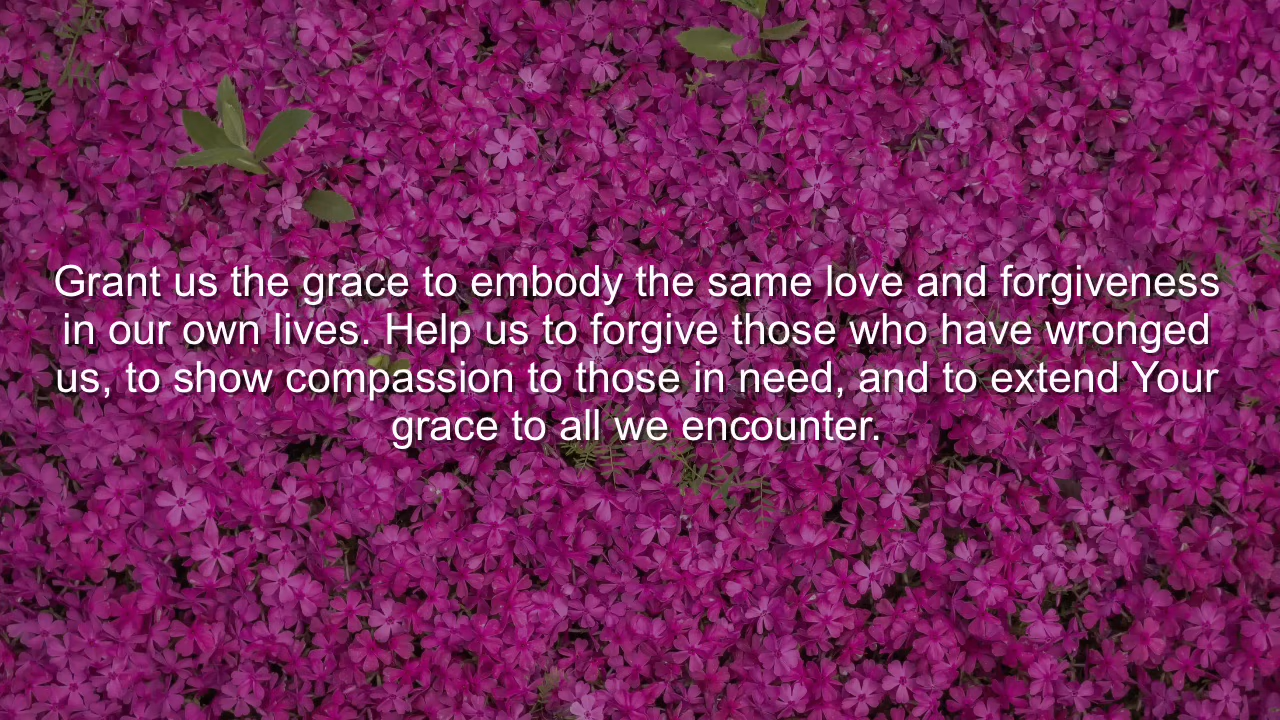 Grant us the grace to embody the same love and forgiveness
in our own lives. Help us to forgive those who have wronged
us, to show compassion to those in need, and to extend Your
grace to all we encounter.